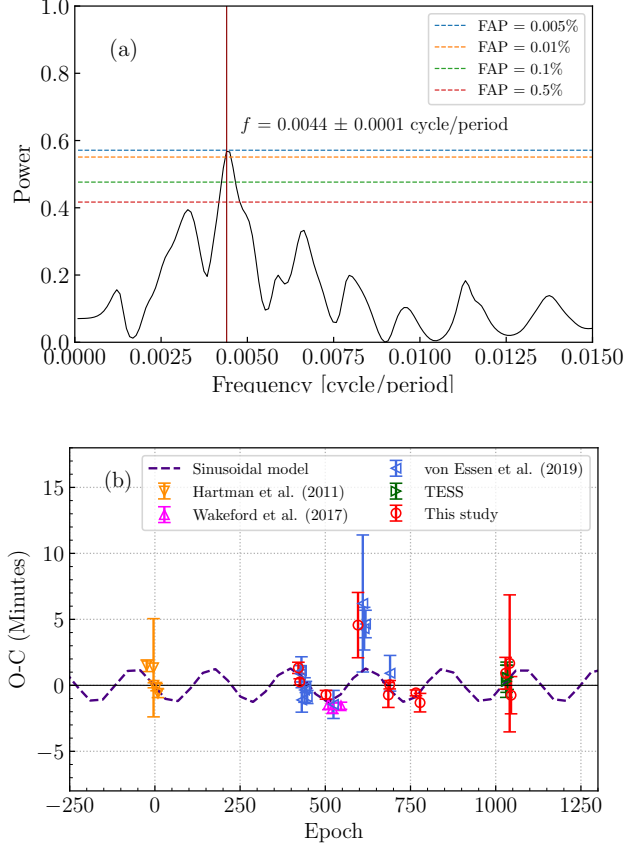 1.0
(a)
FAP = 0.005%
FAP = 0.01%
FAP = 0.1%
FAP = 0.5%
0.8
f = 0.0044 ± 0.0001 cycle/period
0.6
Power
0.4
0.2
0.0
0.0000 0.0025 0.0050 0.0075 0.0100 0.0125 0.0150
Frequency [cycle/period]
(b)
Sinusoidal model
Hartman et al. (2011)
Wakeford et al. (2017)
von Essen et al. (2019)
TESS
This study
15
10
5
0
−5
O-C (Minutes)
−250 0 250 500 750 1000 1250
Epoch